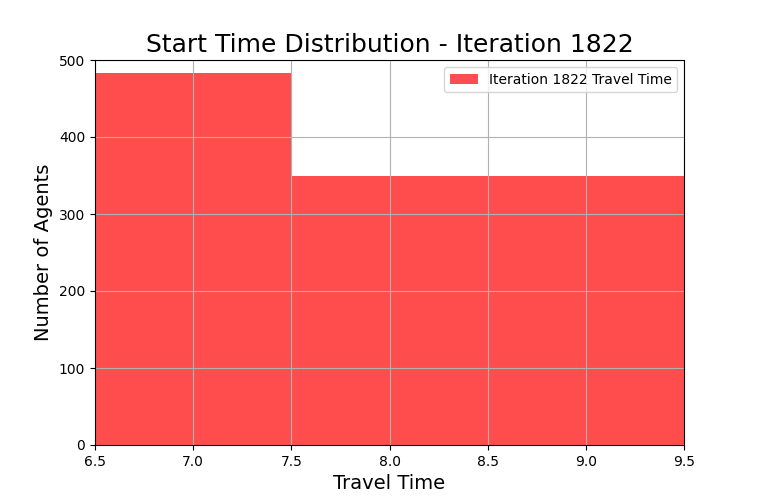 Start Time Distribution - Iteration 1822
Iteration 1822 Travel Time
500
400
300
200
100
0
Number of Agents
6.5 7.0 7.5 8.0 8.5 9.0 9.5
Travel Time